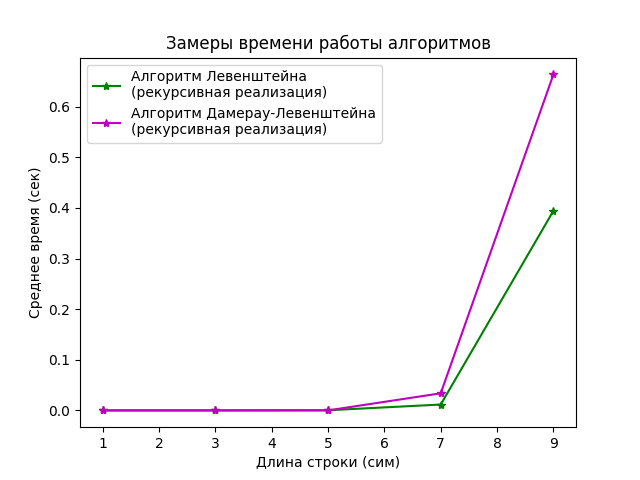 Замеры времени работы алгоритмов
Алгоритм Левенштейна
(рекурсивная реализация)
Алгоритм Дамерау-Левенштейна
(рекурсивная реализация)
Среднее время (сек)
0.6
0.5
0.4
0.3
0.2
0.1
0.0
1 2 3 4 5 6 7 8 9
Длина строки (сим)